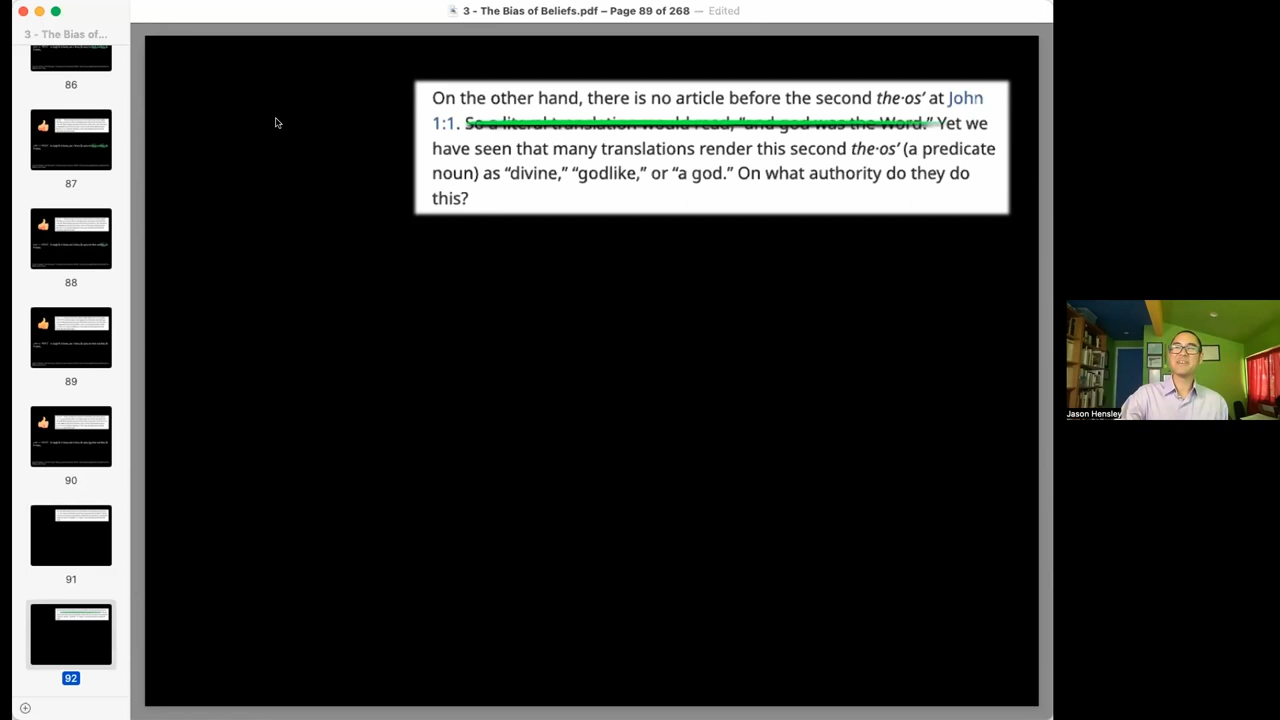 3 - The Bias of Beliefs.pdf – Page 89 of 268 — Edited
3 - The Bias of...
86
87
88
89
90
91
92
On the other hand, there is no article before the second the·os′ at John
1:1. So a literal translation would read, “and god was the Word.” Yet we
have seen that many translations render this second the·os′ (a predicate
noun) as “divine,” “godlike,” or “a god.” On what authority do they do
this?
Jason Hensley